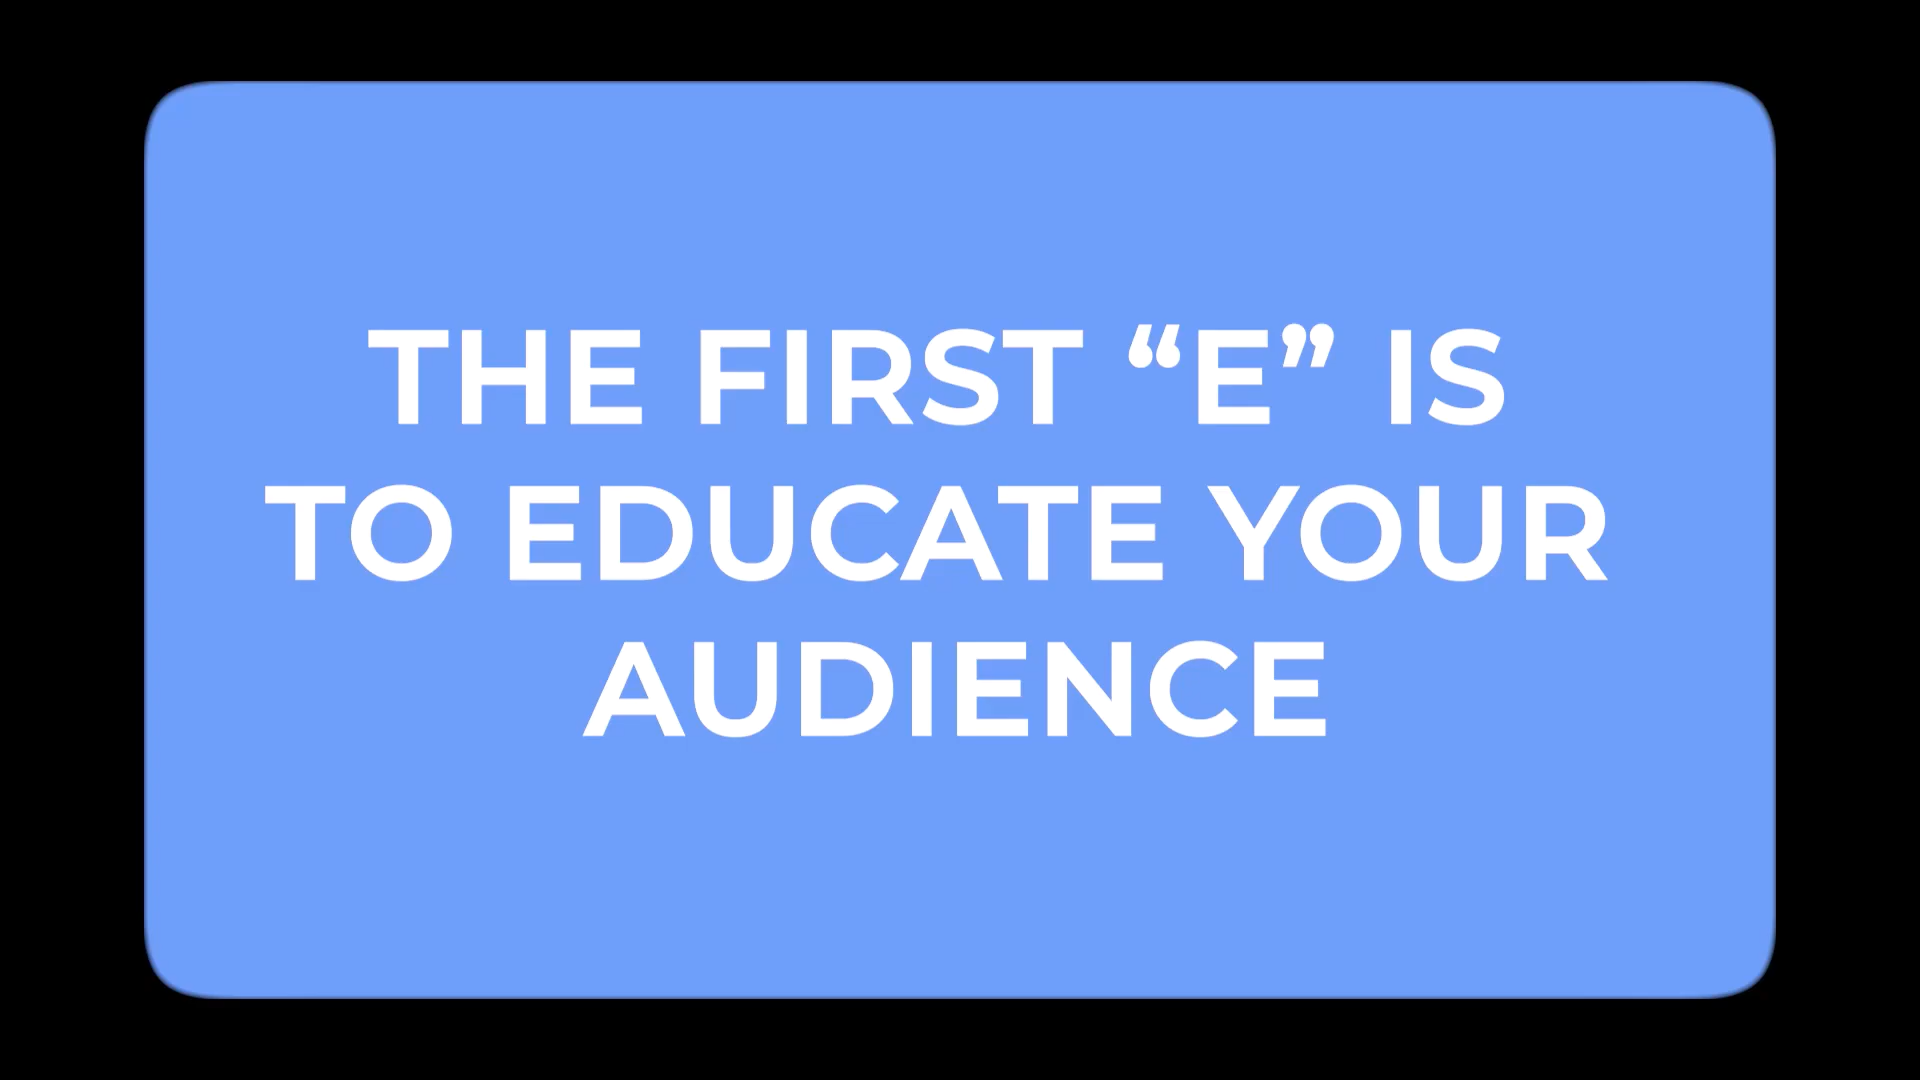 THE FIRST “E” IS
TO EDUCATE YOUR
AUDIENCE